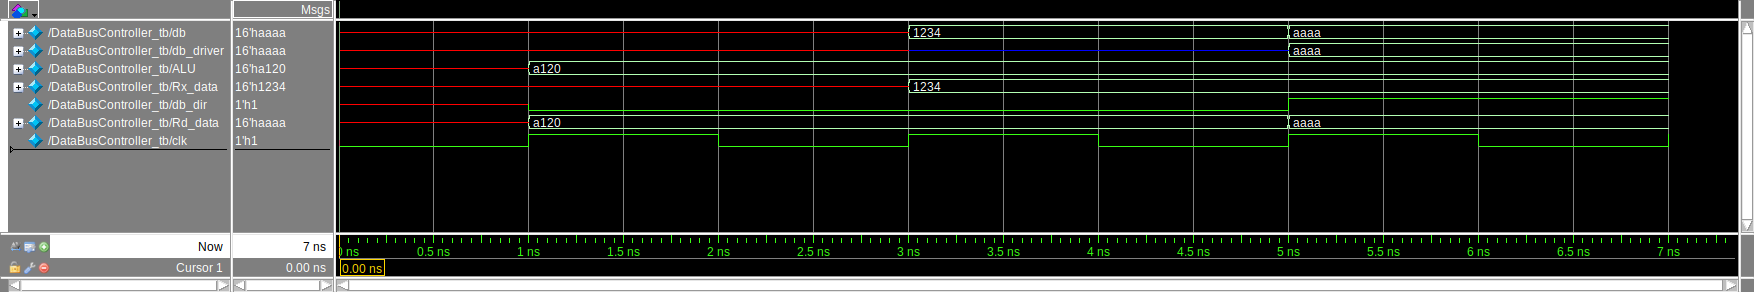 Msgs
/DataBusController_tb/db 16'haaaa 1234 aaaa
/DataBusController_tb/db_driver 16'haaaa aaaa
/DataBusController_tb/ALU 16'ha120 a120
/DataBusController_tb/Rx_data 16'h1234 1234
/DataBusController_tb/db_dir 1'h1
/DataBusController_tb/Rd_data 16'haaaa a120 aaaa
/DataBusController_tb/clk 1'h1
Now 7 ns ns 0.5 ns 1 ns 1.5 ns 2 ns 2.5 ns 3 ns 3.5 ns 4 ns 4.5 ns 5 ns 5.5 ns 6 ns 6.5 ns 7 ns
Cursor 1 0.00 ns 0.00 ns